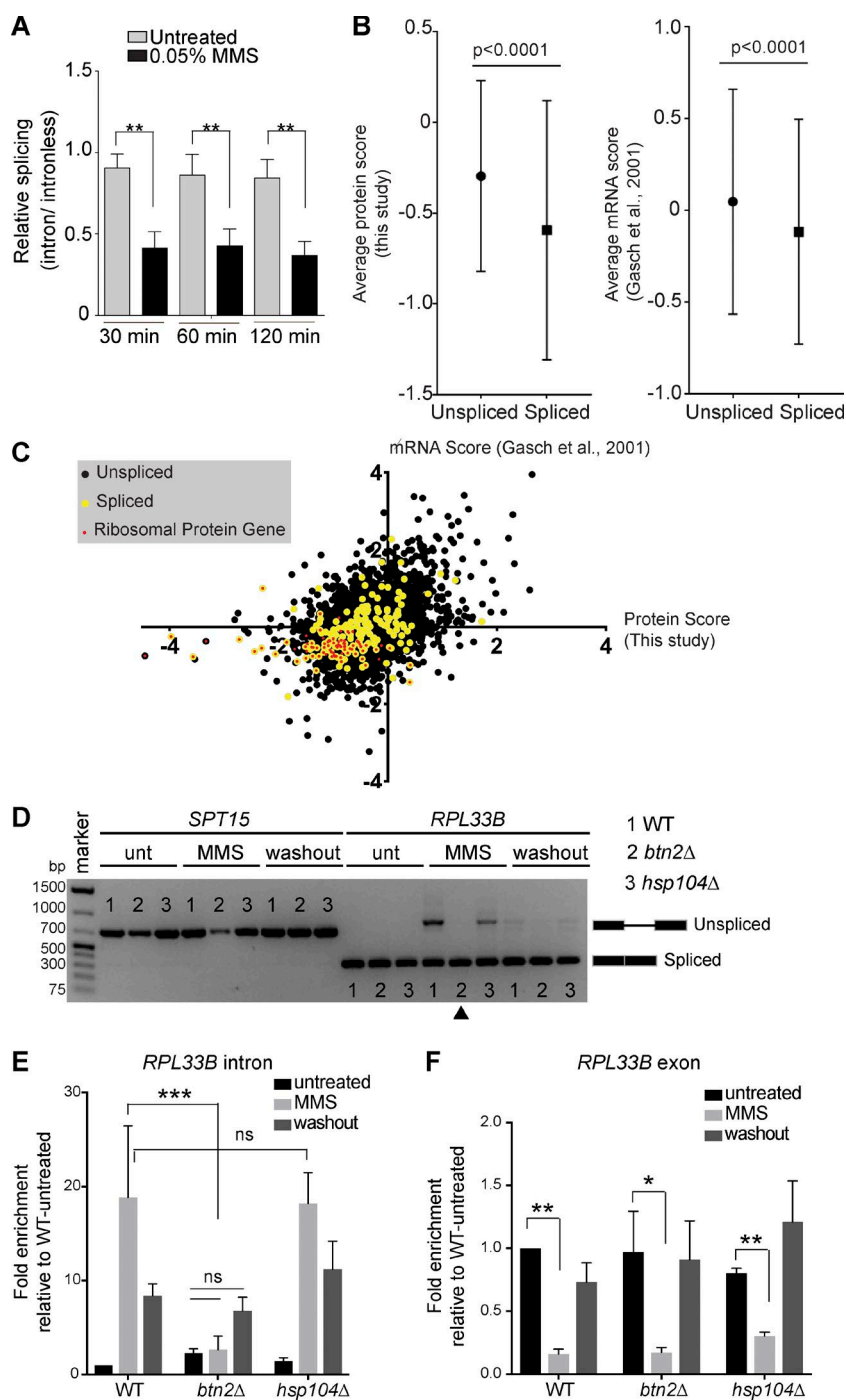 A
Untreated
0.05% MMS
Relative splicing
(intron/ intronless)
1.5
1.0
0.5
0
**
**
**
30 min
60 min
120 min
B
p<0.0001
Average protein score
(this study)
0
-0.5
-1.0
-1.5
Unspliced
Spliced
p<0.0001
Average mRNA score
(Gasch et al., 2001)
1.0
0.5
0
-0.5
1.0
Unspliced
Spliced
C
Unspliced
Spliced
Ribosomal Protein Gene
mRNA Score (Gasch et al., 2001)
4
2
-4
-2
2
4
Protein Score
(This study)
-2
-4
D
marker
SPT15
RPL33B
unt
MMS
washout
unt
MMS
washout
bp
1500
1000
700
500
300
75
1 2 3 1 2 3 1 2 3
1 2 3 1 2 3 1 2 3
1 WT
2 btn2Δ
3 hsp104Δ
Unspliced
Spliced
E
RPL33B intron
untreated
MMS
washout
Fold enrichment
relative to WT-untreated
30
20
10
0
***
ns
ns
WT
btn2Δ
hsp104Δ
F
RPL33B exon
untreated
MMS
washout
Fold enrichment
relative to WT-untreated
2.0
1.5
1.0
0.5
0.0
**
*
**
WT
btn2Δ
hsp104Δ